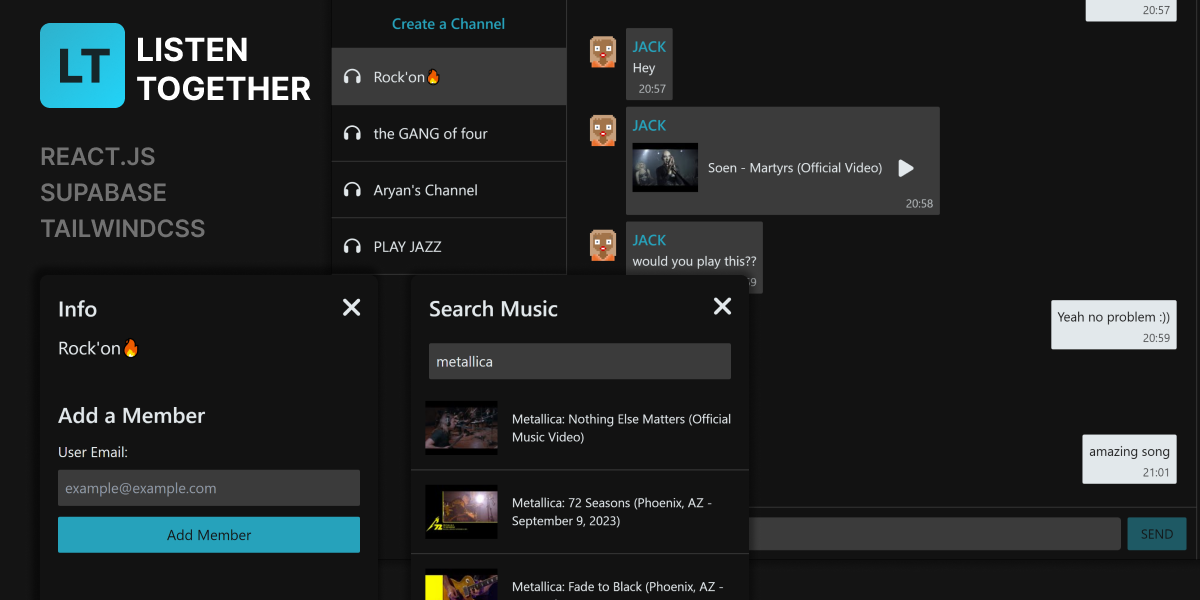 LT
LISTEN
TOGETHER
REACT.JS
SUPABASE
TAILWINDCSS
Create a Channel
Rock'on🔥
the GANG of four
Aryan's Channel
PLAY JAZZ
20:57
JACK
Hey
20:57
JACK
Soen - Martyrs (Official Video)
20:58
JACK
would you play this??
59
Yeah no problem :))
20:59
amazing song
21:01
SEND
Info
Rock'on🔥
Add a Member
User Email:
example@example.com
Add Member
Search Music
metallica
Metallica: Nothing Else Matters (Official
Music Video)
Metallica: 72 Seasons (Phoenix, AZ -
September 9, 2023)
Metallica: Fade to Black (Phoenix, AZ -